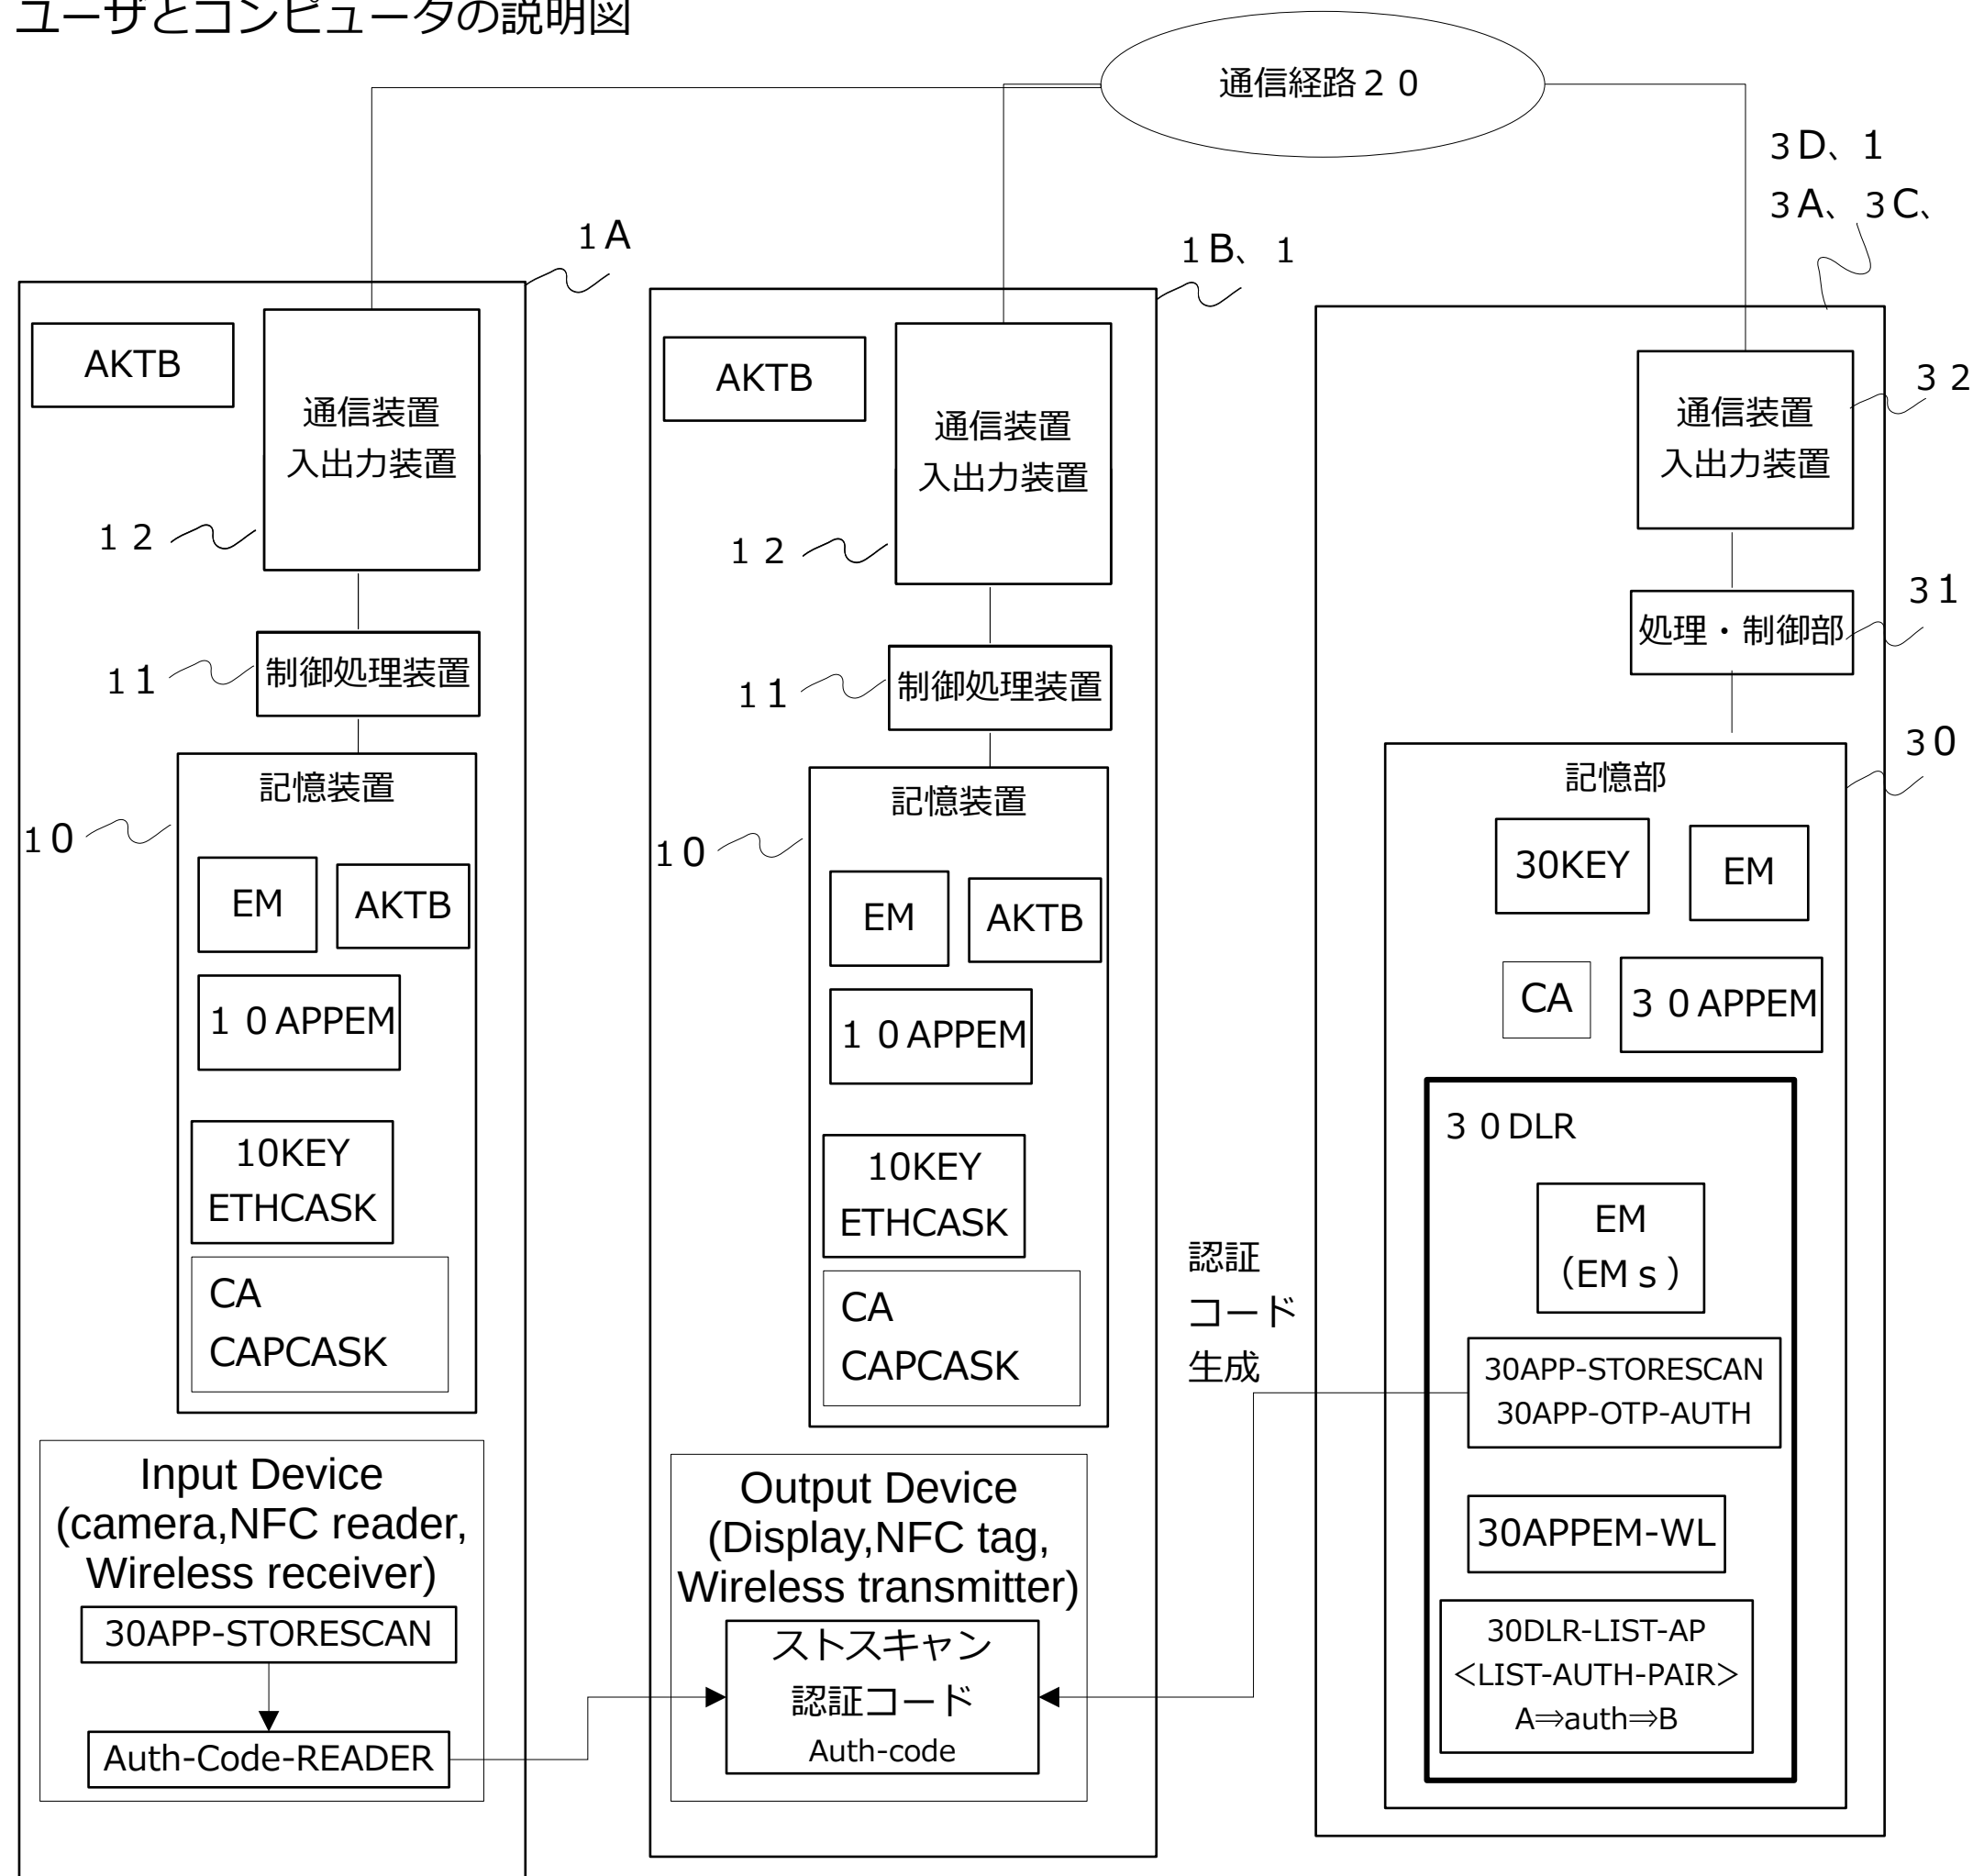 ユーザとコンピュータの説明図
通信経路２０
３D、１
３A、３C、
１A
AKTB
通信装置
入出力装置
１２
制御処理装置
１１
記憶装置
１０
EM
AKTB
１０APPEM
10KEY
ETHCASK
CA
CAPCASK
Input Device
(camera,NFC reader,
Wireless receiver)
30APP-STORESCAN
Auth-Code-READER
１B、１
AKTB
通信装置
入出力装置
１２
制御処理装置
１１
記憶装置
１０
EM
AKTB
１０APPEM
10KEY
ETHCASK
CA
CAPCASK
Output Device
(Display,NFC tag,
Wireless transmitter)
ストスキャン
認証コード
Auth-code
認証
コード
生成
通信装置
入出力装置
３２
処理・制御部
３１
記憶部
３０
30KEY
EM
CA
３０APPEM
３０DLR
EM
（EMｓ）
30APP-STORESCAN
30APP-OTP-AUTH
30APPEM-WL
30DLR-LIST-AP
＜LIST-AUTH-PAIR＞
A⇒auth⇒B